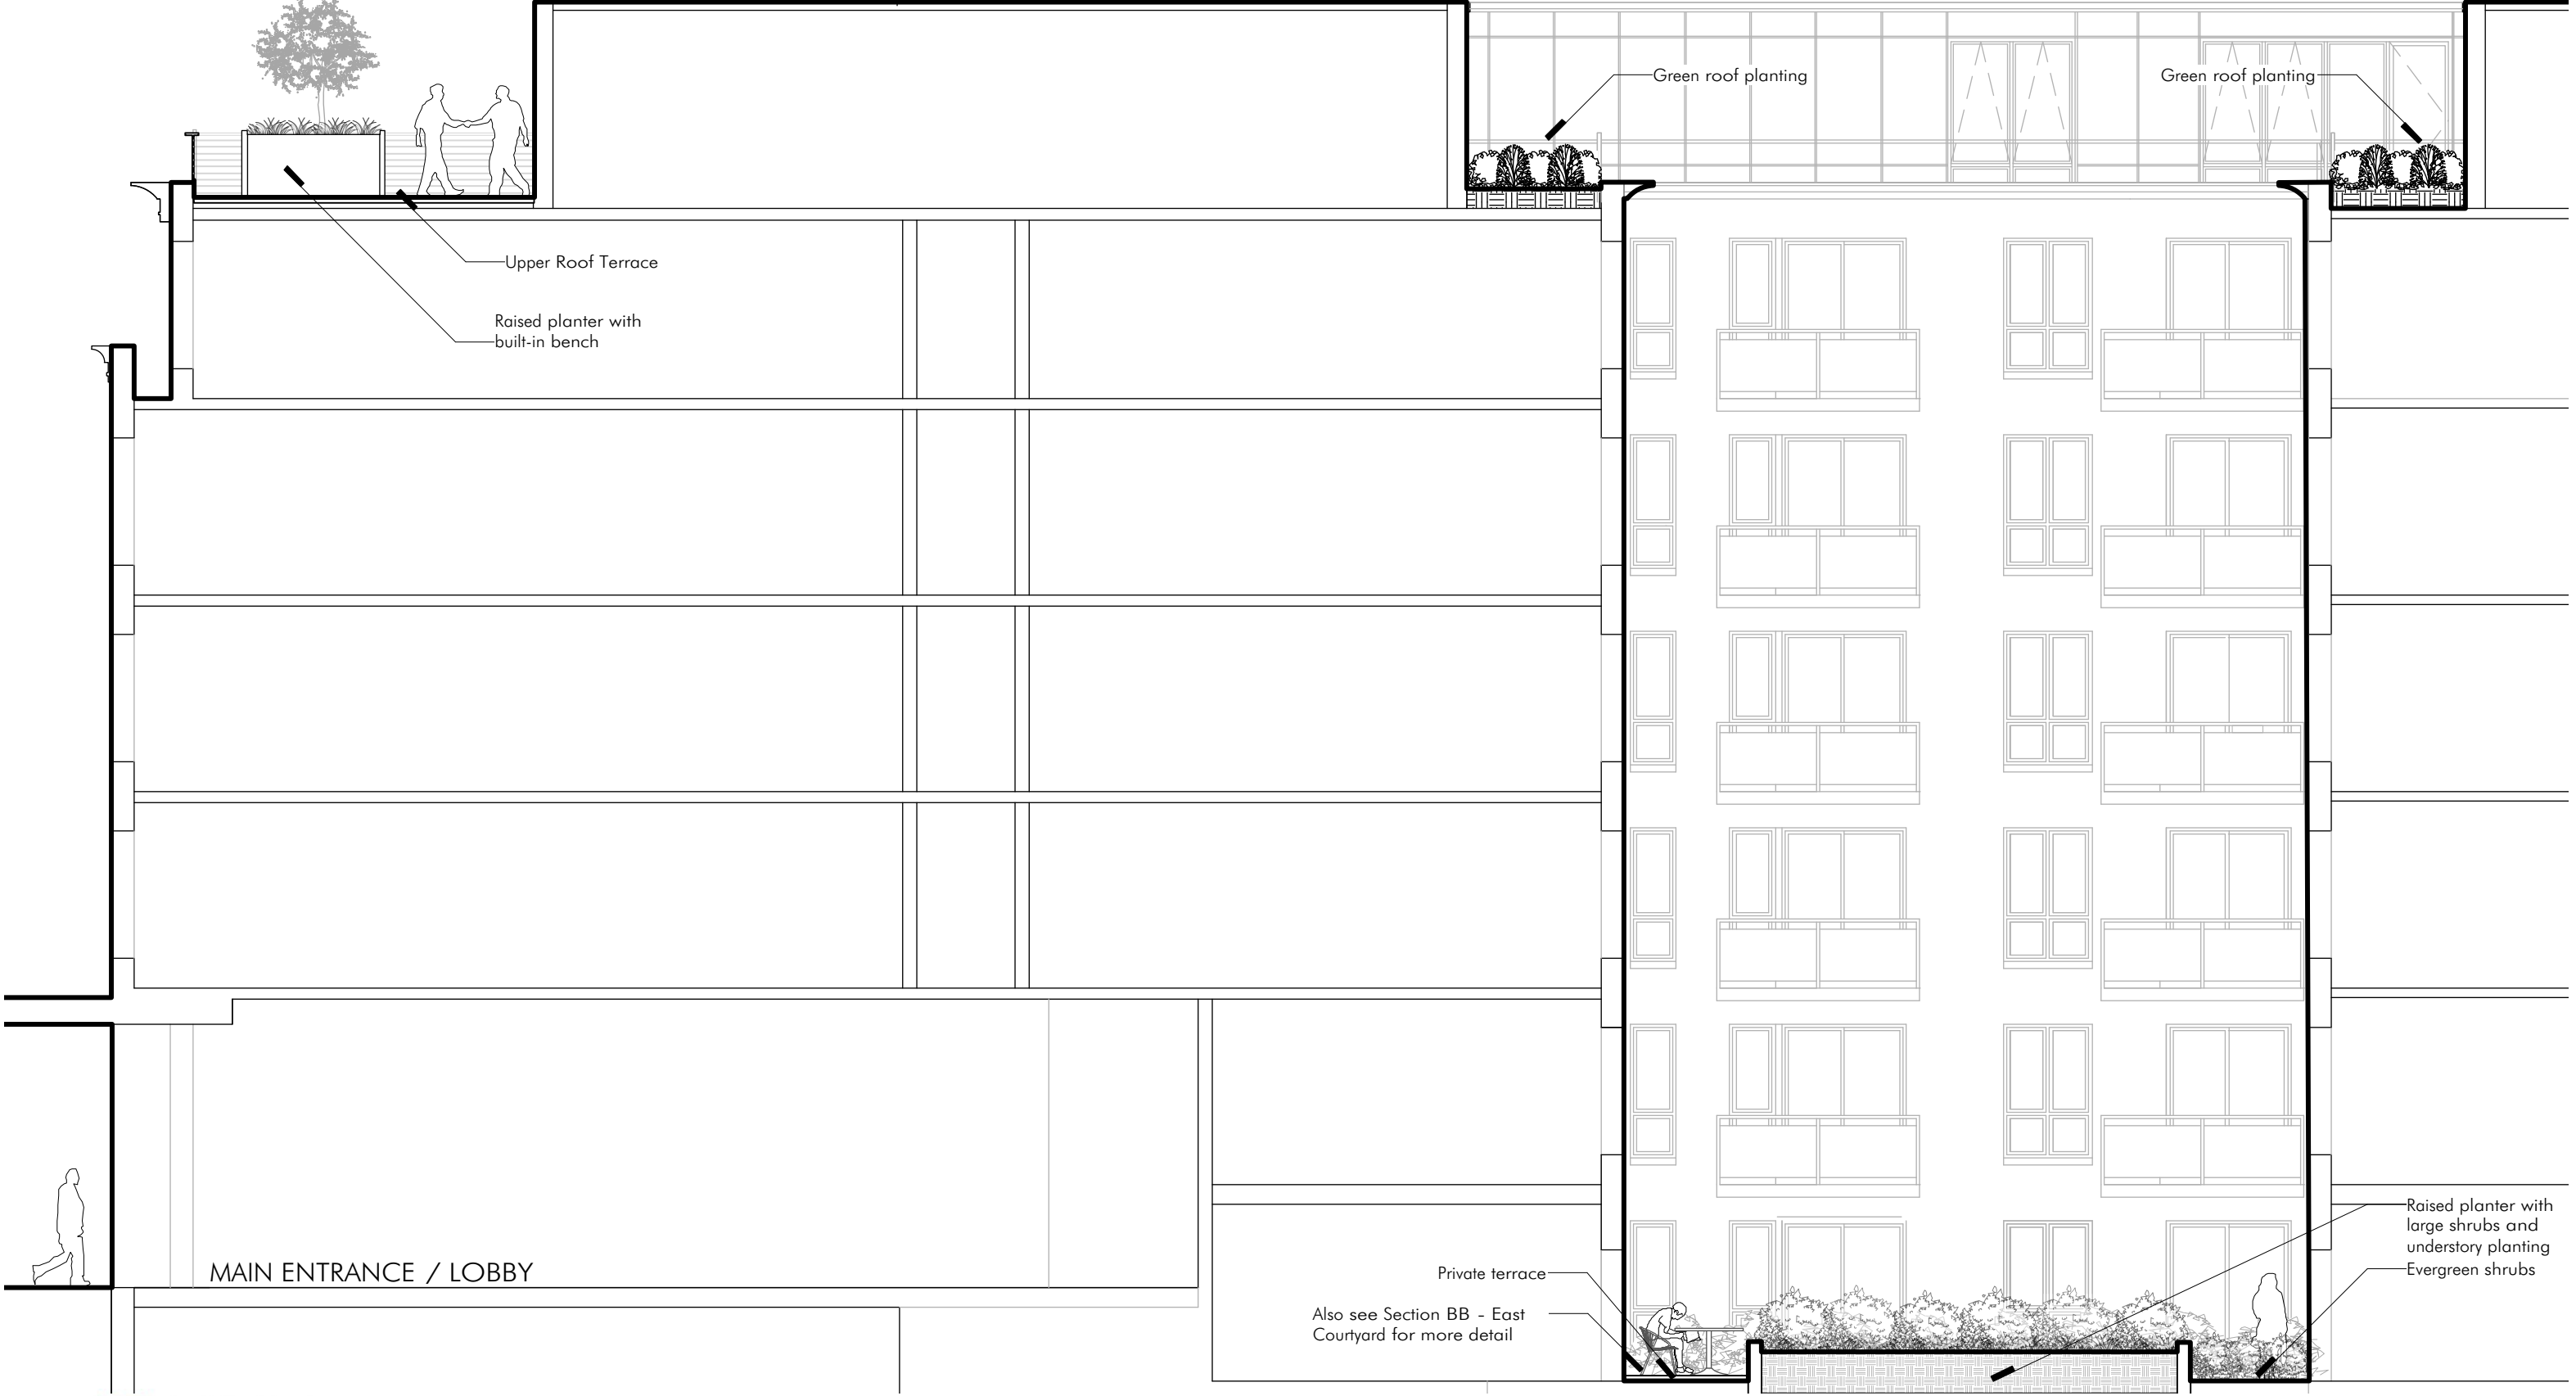 Green roof planting
Green roof planting
Upper Roof Terrace
Raised planter with
built-in bench
Raised planter with
large shrubs and
understory planting
Evergreen shrubs
MAIN ENTRANCE / LOBBY
Private terrace
Also see Section BB - East
Courtyard for more detail